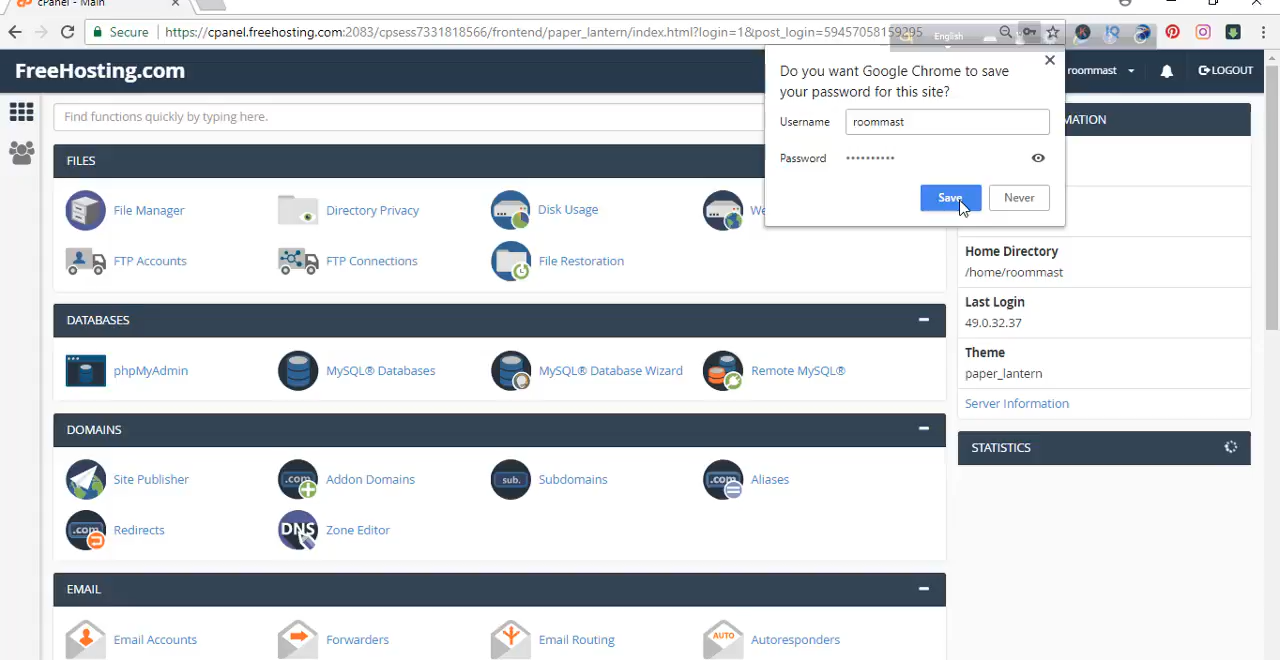 cPanel - Main
Secure https://cpanel.freehosting.com:2083/cpsess7331818566/frontend/paper_lantern/index.html?login=1&post_login=59457058159295
English
FreeHosting.com
roommast
LOGOUT
Do you want Google Chrome to save
your password for this site?
Username roommast
Password ••••••••••
Save Never
Find functions quickly by typing here.
FILES
File Manager
Directory Privacy
Disk Usage
FTP Accounts
FTP Connections
File Restoration
DATABASES
phpMyAdmin
MySQL® Databases
MySQL® Database Wizard
Remote MySQL®
DOMAINS
Site Publisher
.com
Addon Domains
sub.
Subdomains
.com
Aliases
.com
Redirects
DNS
Zone Editor
EMAIL
Email Accounts
Forwarders
Email Routing
AUTO
Autoresponders
MATION
Home Directory
/home/roommast
Last Login
49.0.32.37
Theme
paper_lantern
Server Information
STATISTICS